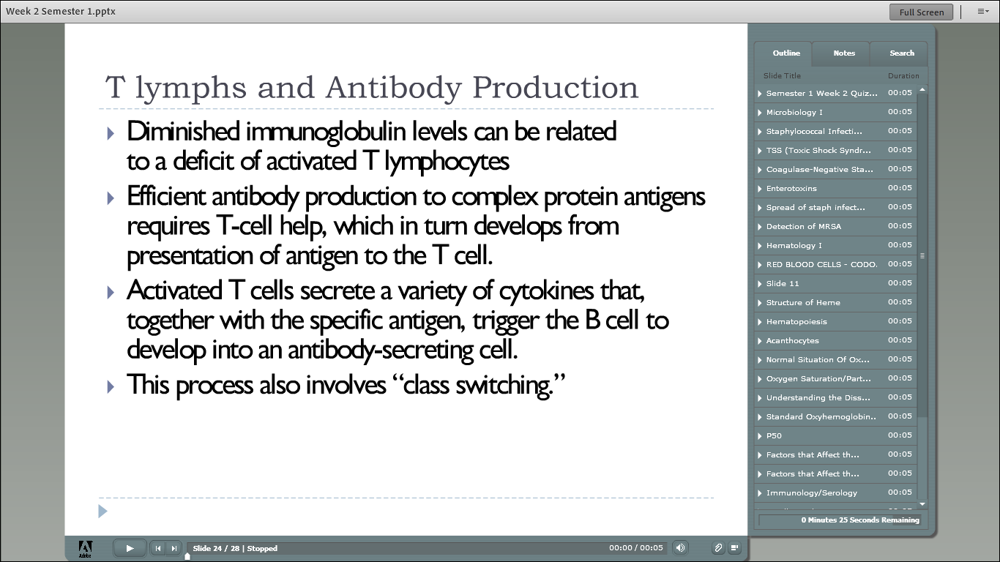 Week 2 Semester 1.pptx
Full Screen
T lymphs and Antibody Production
Diminished immunoglobulin levels can be related
to a deficit of activated T lymphocytes
Efficient antibody production to complex protein antigens
requires T-cell help, which in turn develops from
presentation of antigen to the T cell.
Activated T cells secrete a variety of cytokines that,
together with the specific antigen, trigger the B cell to
develop into an antibody-secreting cell.
This process also involves “class switching.”
Outline Notes Search
Slide Title Duration
Semester 1 Week 2 Quiz... 00:05
Microbiology I 00:05
Staphylococcal Infecti... 00:05
TSS (Toxic Shock Syndr... 00:05
Coagulase-Negative Sta... 00:05
Enterotoxins 00:05
Spread of staph infect... 00:05
Detection of MRSA 00:05
Hematology I 00:05
RED BLOOD CELLS - CODO. 00:05
Slide 11 00:05
Structure of Heme 00:05
Hematopoiesis 00:05
Acanthocytes 00:05
Normal Situation Of Ox... 00:05
Oxygen Saturation/Part... 00:05
Understanding the Diss... 00:05
Standard Oxyhemoglobin.. 00:05
P50 00:05
Factors that Affect th... 00:05
Factors that Affect th... 00:05
Immunology/Serology 00:05
0 Minutes 25 Seconds Remaining
Adobe
Slide 24 / 28 | Stopped
00:00 / 00:05